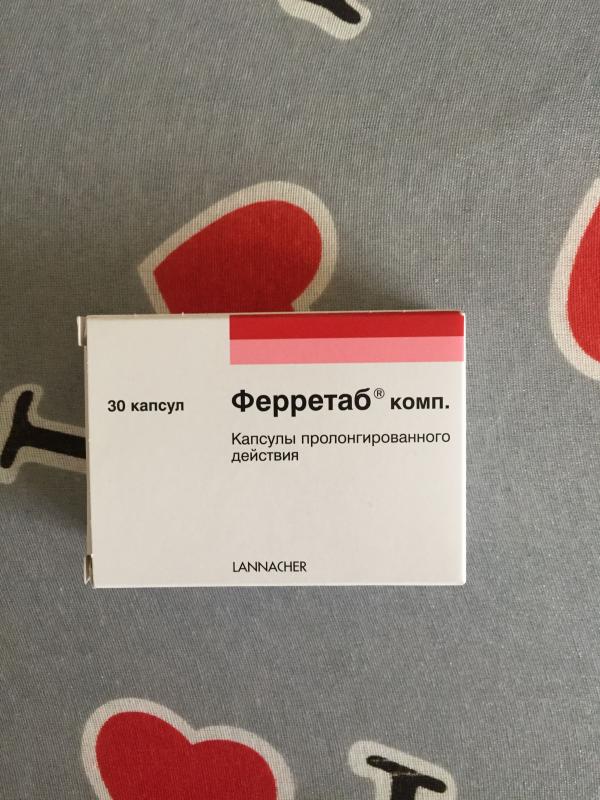 30 капсул
Ферретаб® комп.
Капсулы пролонгированного
действия
LANNACHER